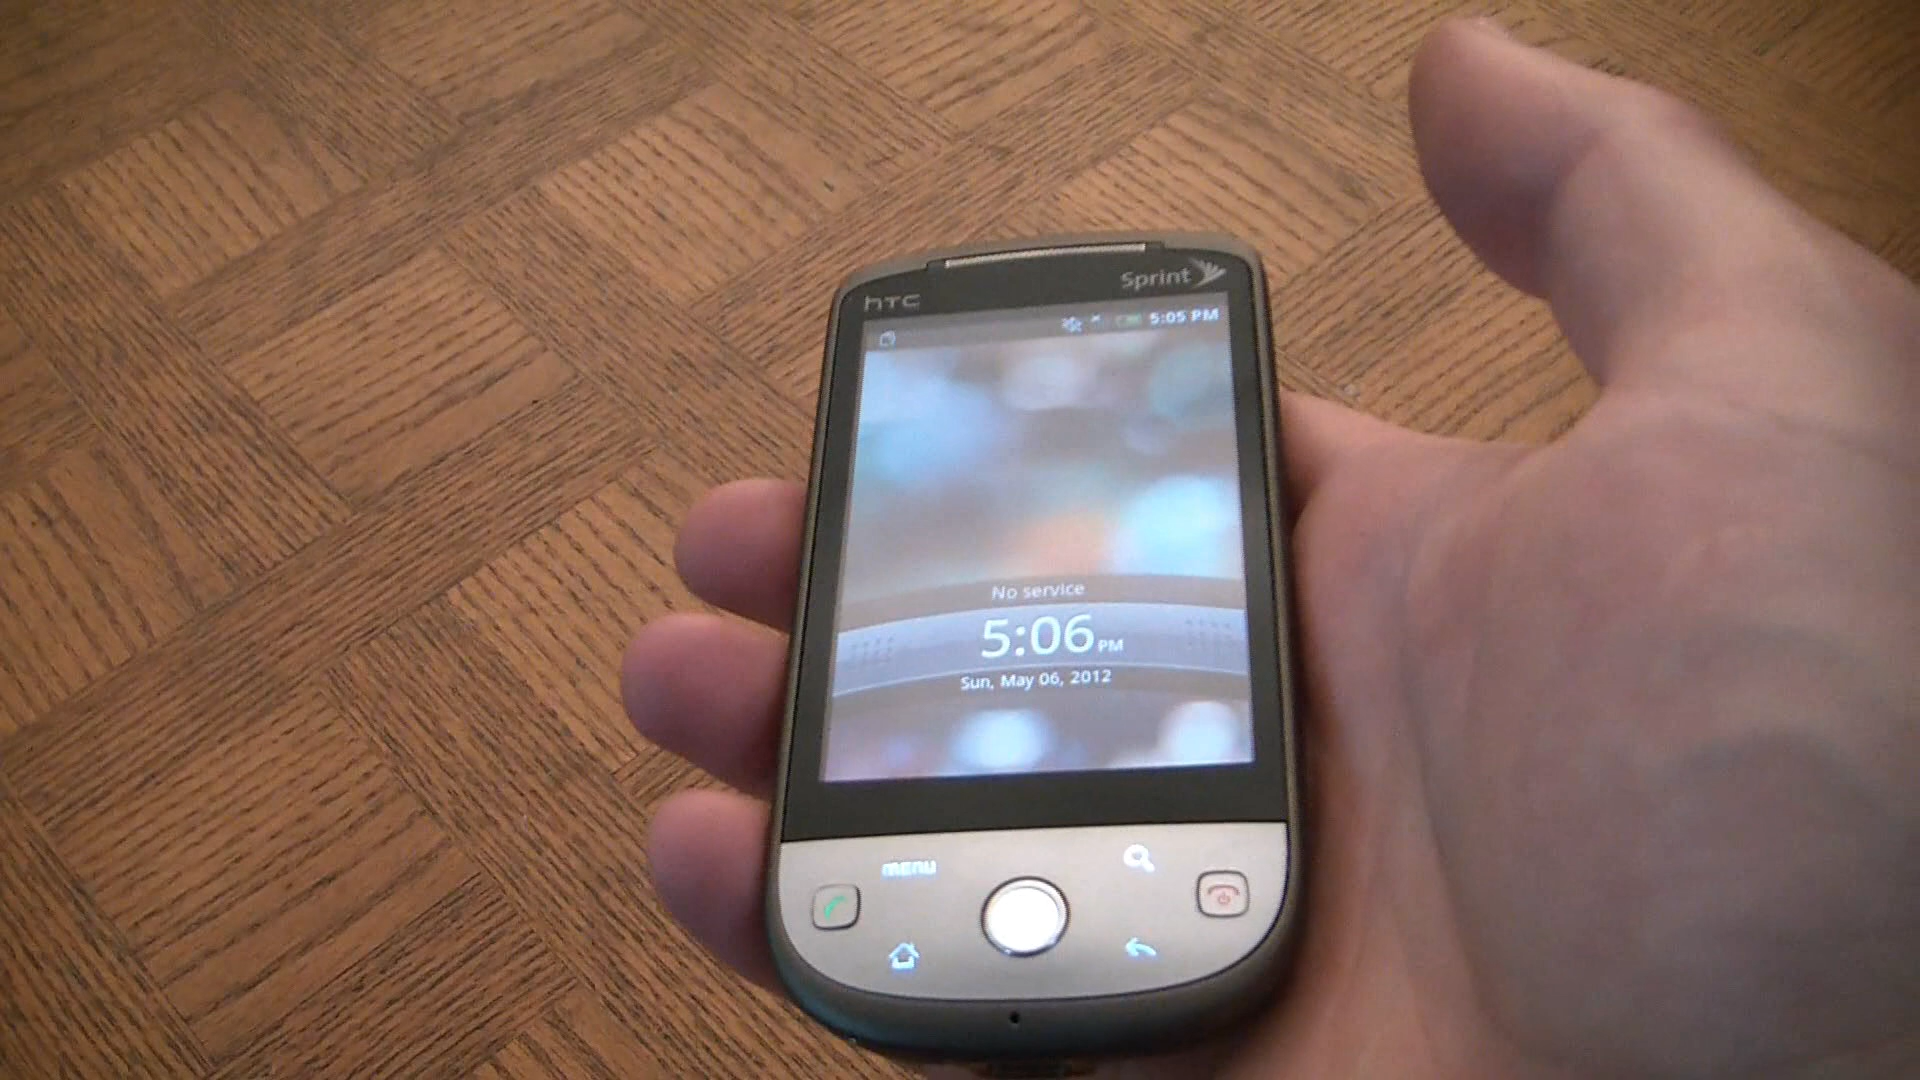 Sprint
hTC
5:05 PM
No service
5:06 PM
Sun, May 06, 2012
menu